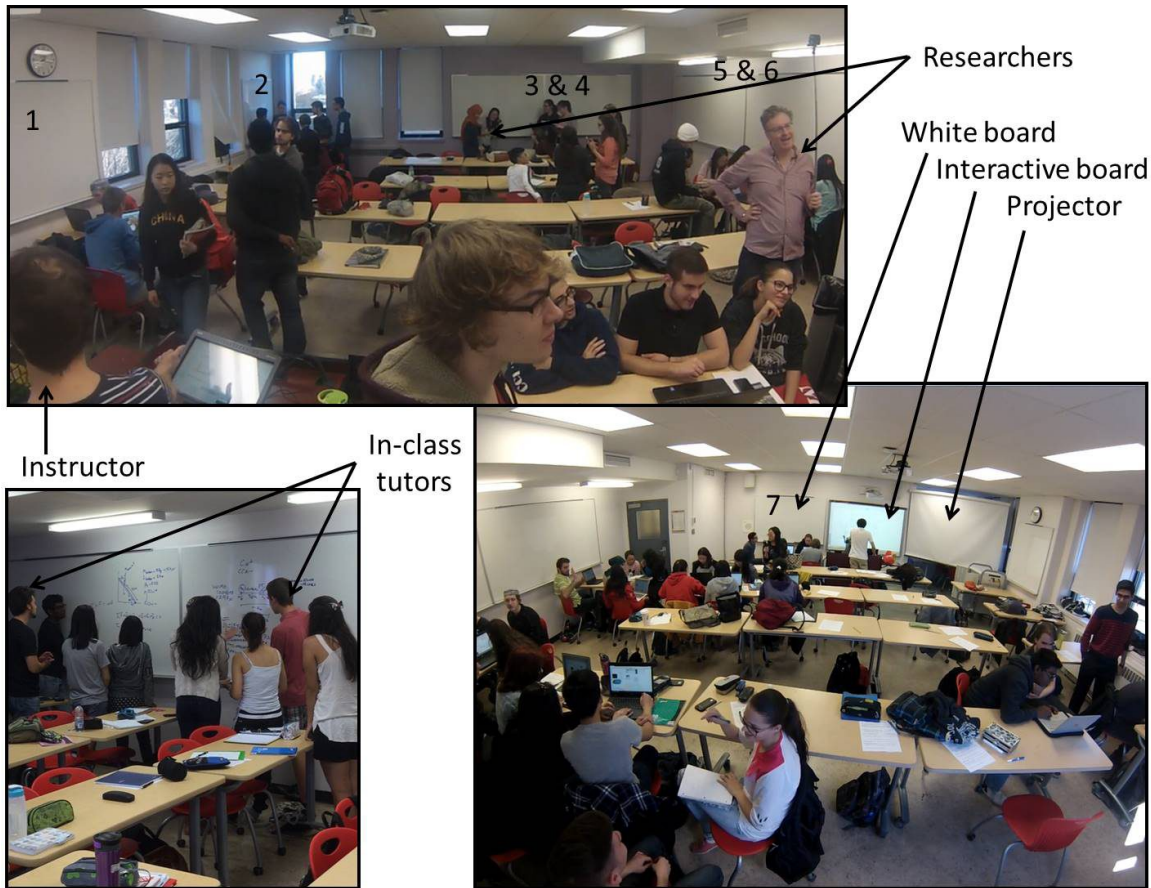 Researchers
White board
Interactive board
Projector
1
2
3 & 4
5 & 6
CHINA
Instructor
In-class
tutors
7